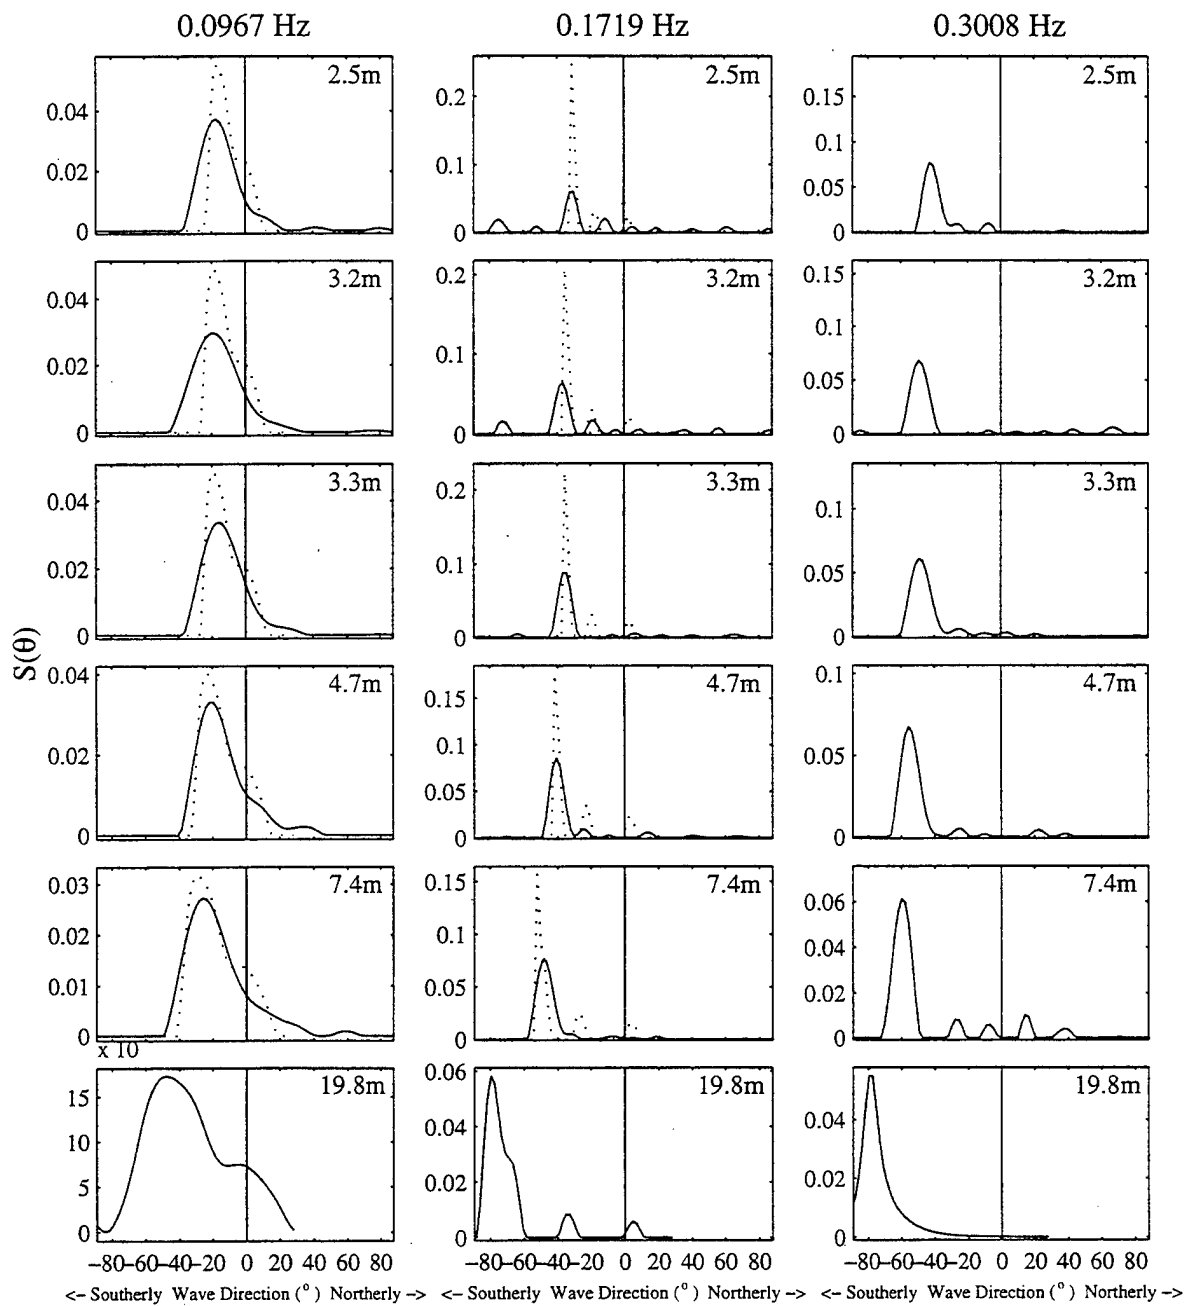 0.0967 Hz 0.1719 Hz 0.3008 Hz
2.5m 2.5m 2.5m
0.04 0.2 0.15
0.02 0.1 0.1
0 0 0.05
0
3.2m 3.2m 3.2m
0.04 0.2 0.15
0.02 0.1 0.1
0 0 0.05
0
3.3m 3.3m 3.3m
0.04 0.2 0.1
0.02 0.1 0.05
0 0 0
S(θ)
4.7m 4.7m 4.7m
0.04 0.15 0.1
0.02 0.1 0.05
0 0.05 0
0
7.4m 7.4m 7.4m
0.03 0.15 0.06
0.02 0.1 0.04
0.01 0.05 0.02
0 0 0
x 10
19.8m 19.8m 19.8m
15 0.06 0.04
10 0.04 0.02
5 0.02 0
0 0
−80−60−40−20 0 20 40 60 80 −80−60−40−20 0 20 40 60 80 −80−60−40−20 0 20 40 60 80
<− Southerly Wave Direction (°) Northerly −> <− Southerly Wave Direction (°) Northerly −> <− Southerly Wave Direction (°) Northerly −>